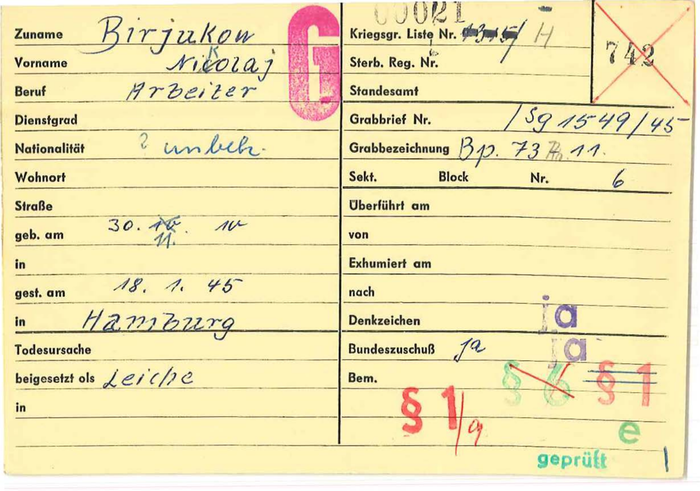 Zuname Birjukow
Vorname Nikolaj
Beruf Arbeiter
Dienstgrad
Nationalität ? unbek.
Wohnort
Straße
geb. am 30. 11. 10
in
gest. am 18. 1. 45
in Hamburg
Todesursache
beigesetzt als Leiche
in
G.
00021
Kriegsgr. Liste Nr. 1315/ H
742
Sterb. Reg. Nr.
Standesamt
Grabbrief Nr. /Sg 1549/45
Grabbezeichnung Bp. 73 11.
Sekt. Block Nr. 6
Überführt am
von
Exhumiert am
nach
Denkzeichen ja
Bundeszuschuß ja ja
Bem. § 6 § 1
§ 1/a
e
geprüft